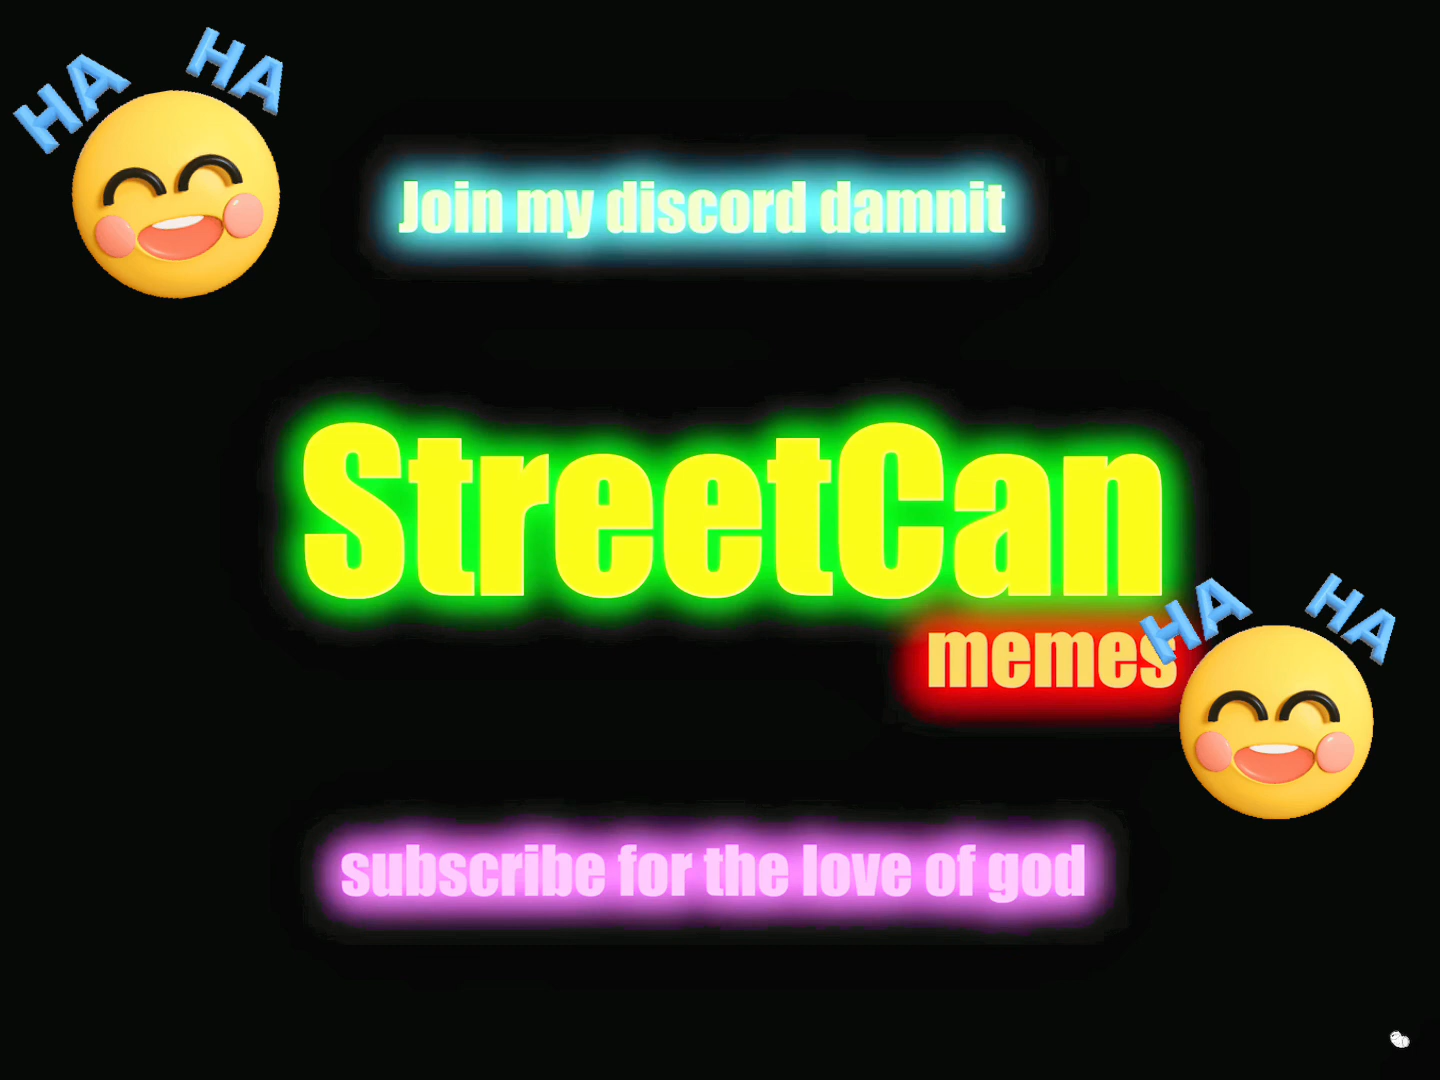 HA HA
Join my discord damnit
StreetCan
memes
HA HA
subscribe for the love of god